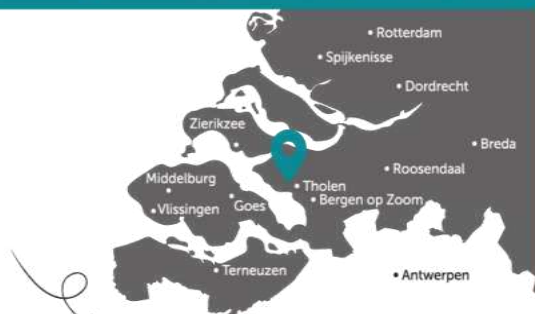 Rotterdam
Spijkenisse
Dordrecht
Zierikzee
Breda
Roosendaal
Middelburg
Tholen
Goes
Bergen op Zoom
Vlissingen
Terneuzen
Antwerpen